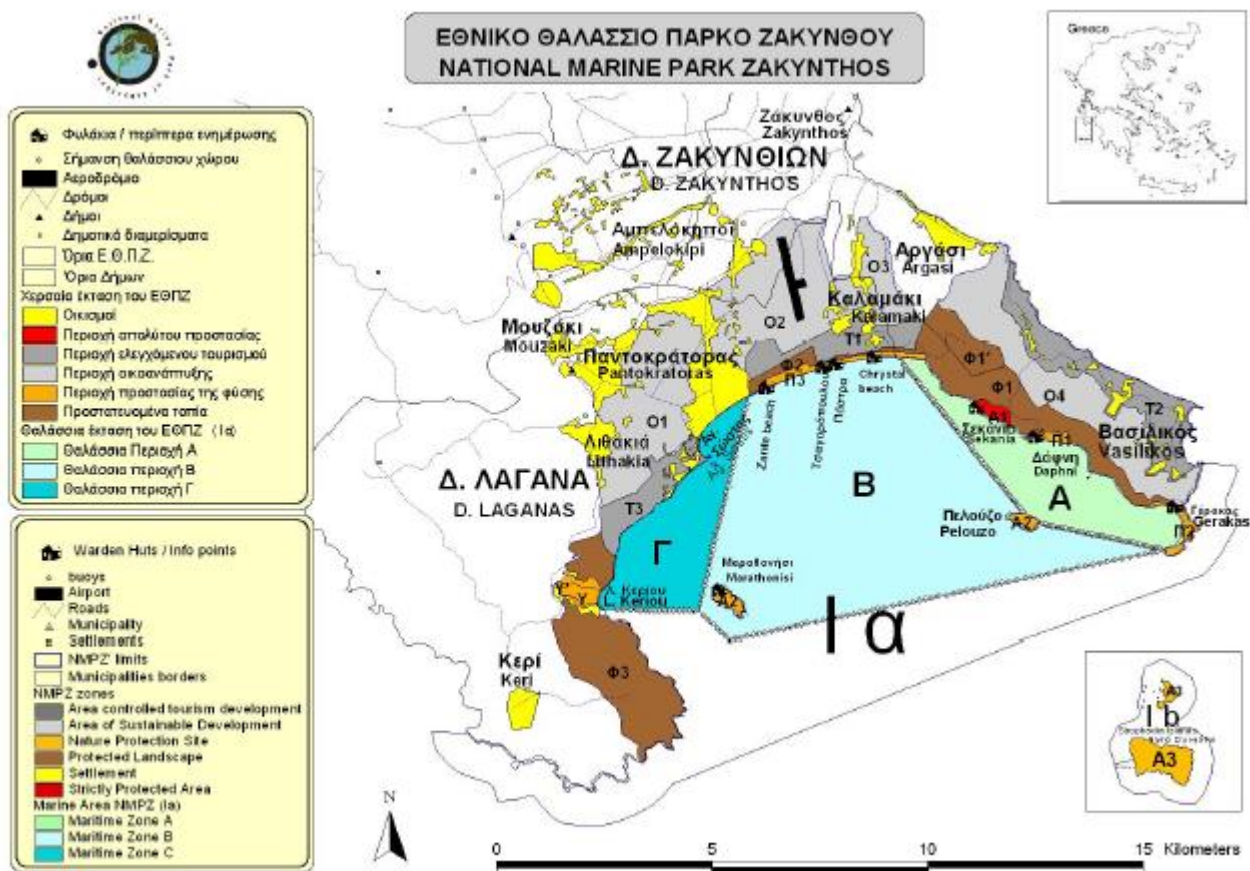 ΕΘΝΙΚΟ ΘΑΛΑΣΣΙΟ ΠΑΡΚΟ ΖΑΚΥΝΘΟΥ
NATIONAL MARINE PARK ZAKYNTHOS
Greece
Φυλάκια / περίπτερα ενημέρωσης
Σήμανση θαλάσσιου χώρου
Αεροδρόμιο
Δρόμοι
Δήμοι
Δημοτικά διαμερίσματα
Όρια Ε.Θ.Π.Ζ.
Όρια Δήμων
Χερσαία έκταση του ΕΘΠΖ
Οικισμοί
Περιοχή απολύτου προστασίας
Περιοχή ελεγχόμενου τουρισμού
Περιοχή οικοανάπτυξης
Περιοχή προστασίας της φύσης
Προστατευομένα τοπία
Θαλάσσια έκταση του ΕΘΠΖ (Ια)
Θαλάσσια Περιοχή Α
Θαλάσσια περιοχή Β
Θαλάσσια περιοχή Γ
Warden Huts / Info points
buoys
Airport
Roads
Municipality
Settlements
NMPZ' limits
Municipalities borders
NMPZ zones
Area controlled tourism development
Area of Sustainable Development
Nature Protection Site
Protected Landscape
Settlement
Strictly Protected Area
Marine Area NMPZ (Ia)
Maritime Zone A
Maritime Zone B
Maritime Zone C
Ζάκυνθος
Zakynthos
Δ. ΖΑΚΥΝΘΙΩΝ
D. ZAKYNTHOS
Αμπελόκηποι
Ampelokipi
Αργάσι
Argasi
Ο3
Καλαμάκι
Kalamaki
Ο2
Τ1
Μουζάκι
Mouzaki
Παντοκράτορας
Pantokratoras
Φ2
Π3
Chrystal
beach
Zante beach
Φ1'
Φ1
Ο4
Τ2
Α1
Σεκάνια
Sekania
Π1
Δάφνη
Daphni
Βασιλικός
Vasilikos
Ο1
Λιθακιά
Lithakia
Δ. ΛΑΓΑΝΑ
D. LAGANAS
Τ3
Γ
Β
Α
Πελούζο
Pelouzo
Α2
Γέρακας
Gerakas
Π2
Μαραθονήσι
Marathonisi
Λ. Κεριου
L. Keriou
Ι α
Κερί
Keri
Φ3
Α3
I b
Α3
N
0 5 10 15 Kilometers